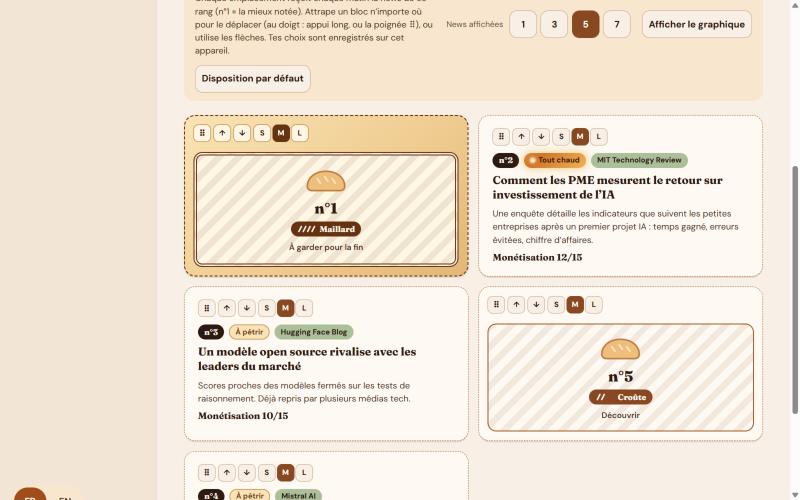 rang (n°1 = la mieux notée). Attrape un bloc n'importe où
pour le déplacer (au doigt : appui long, ou la poignée ⠿), ou
utilise les flèches. Tes choix sont enregistrés sur cet
appareil.
News affichées
1
3
5
7
Afficher le graphique
Disposition par défaut
⠿ ↑ ↓ S M L
n°1
//// Maillard
À garder pour la fin
⠿ ↑ ↓ S M L
n°2 Tout chaud MIT Technology Review
Comment les PME mesurent le retour sur
investissement de l'IA
Une enquête détaille les indicateurs que suivent les petites
entreprises après un premier projet IA : temps gagné, erreurs
évitées, chiffre d'affaires.
Monétisation 12/15
⠿ ↑ ↓ S M L
n°3 À pétrir Hugging Face Blog
Un modèle open source rivalise avec les
leaders du marché
Scores proches des modèles fermés sur les tests de
raisonnement. Déjà repris par plusieurs médias tech.
Monétisation 10/15
⠿ ↑ ↓ S M L
n°5
// Croûte
Découvrir
⠿ ↑ ↓ S M L
n°4 À pétrir Mistral AI
FR EN